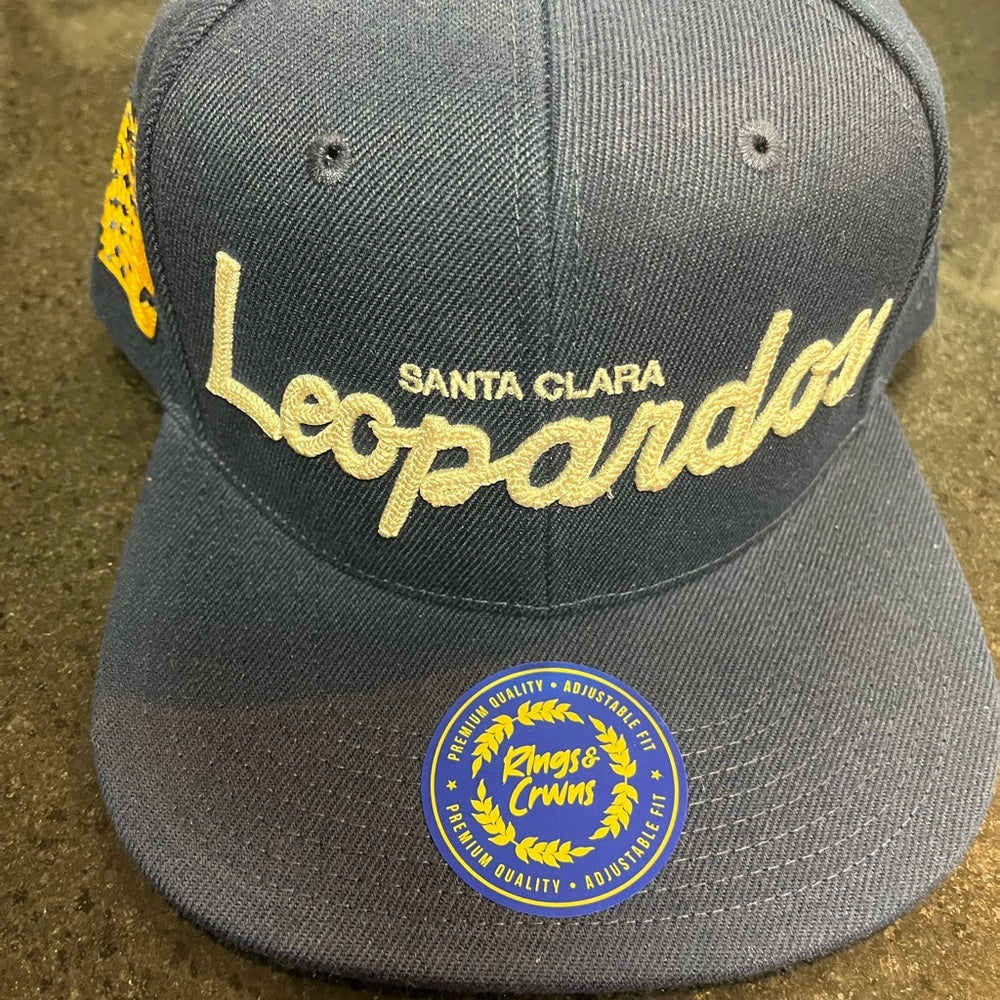 SANTA CLARA
Leopardos
PREMIUM QUALITY • ADJUSTABLE FIT
RIngs&
Crwns
PREMIUM QUALITY • ADJUSTABLE FIT